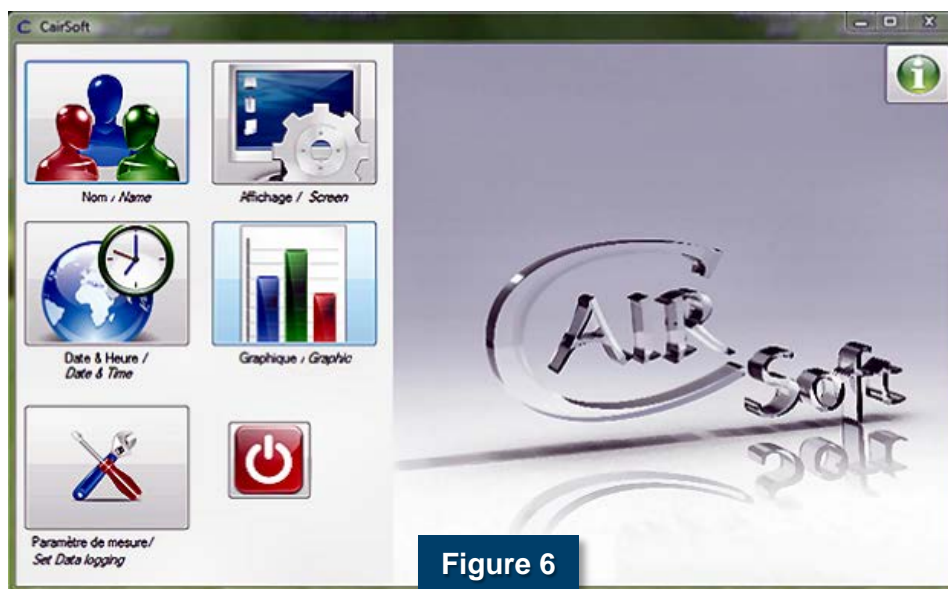 CairSoft
Nom / Name
Affichage / Screen
Date & Heure /
Date & Time
Graphique / Graphic
Paramètre de mesure/
Set Data logging
CAIR
Soft
Figure 6